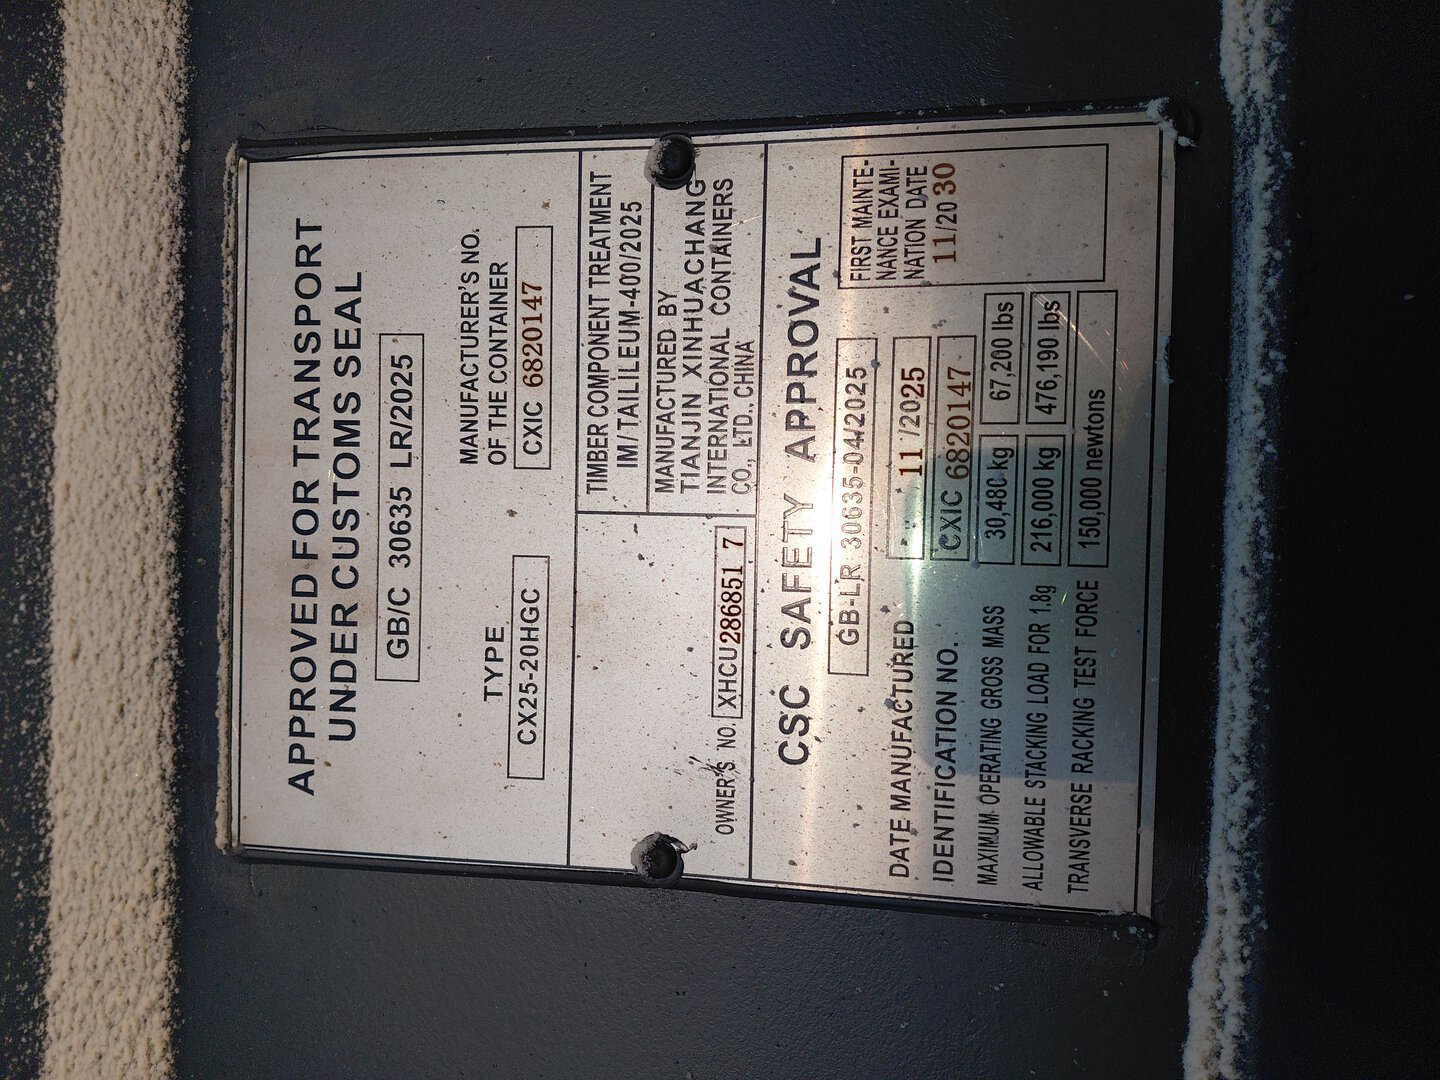 APPROVED FOR TRANSPORT
UNDER CUSTOMS SEAL
GB/C 30635 LR/2025
TYPE
CX25-20HGC
MANUFACTURER'S NO.
OF THE CONTAINER
CXIC 6820147
TIMBER COMPONENT TREATMENT
IM/TAILILEUM-400/2025
MANUFACTURED BY
TIANJIN XINHUACHANG
INTERNATIONAL CONTAINERS
CO., LTD., CHINA
OWNER'S NO. XHCU286851 7
CSC SAFETY APPROVAL
GB-LR 30635-04/2025
DATE MANUFACTURED 11/2025
IDENTIFICATION NO. CXIC 6820147
MAXIMUM OPERATING GROSS MASS 30,480 kg 67,200 lbs
ALLOWABLE STACKING LOAD FOR 1.8g 216,000 kg 476,190 lbs
TRANSVERSE RACKING TEST FORCE 150,000 newtons
FIRST MAINTE-
NANCE EXAMI-
NATION DATE
11/2030